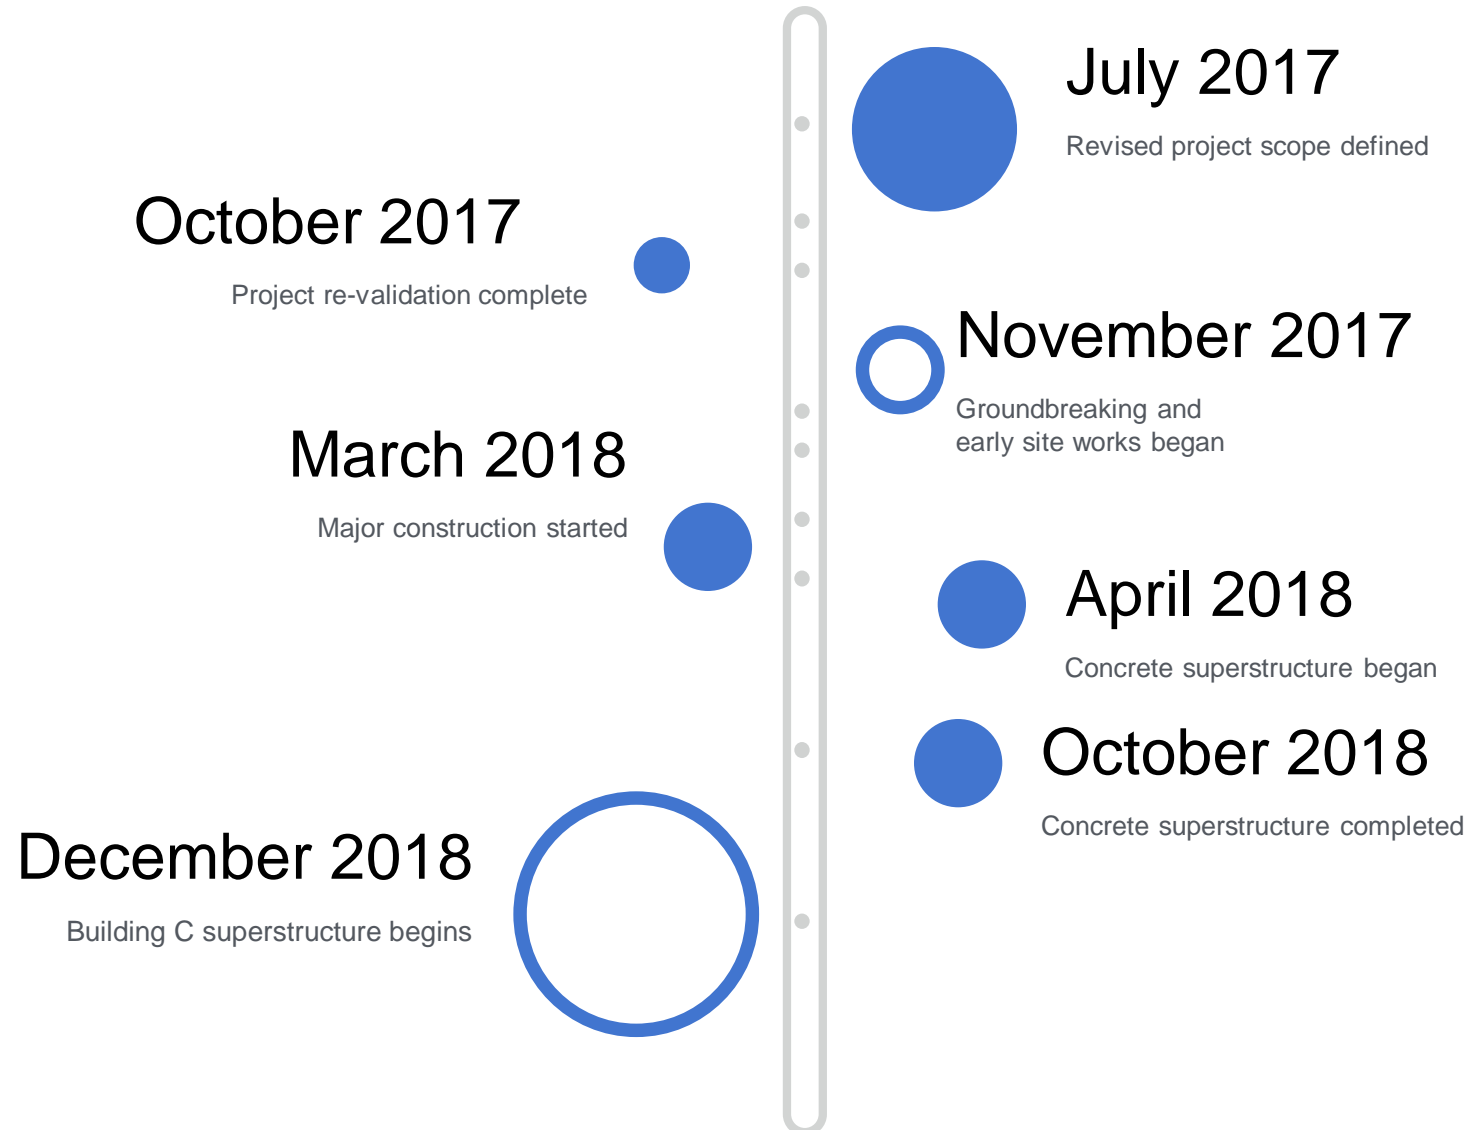 July 2017
Revised project scope defined
October 2017
Project re-validation complete
November 2017
Groundbreaking and
early site works began
March 2018
Major construction started
April 2018
Concrete superstructure began
October 2018
Concrete superstructure completed
December 2018
Building C superstructure begins